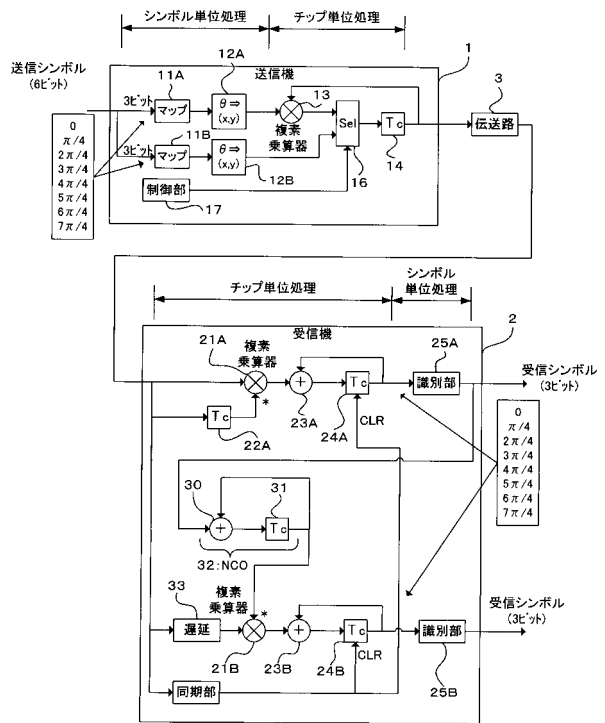 シンボル単位処理
チップ単位処理
送信シンボル
(6ビット)
11A
12A
送信機
1
3ビット
マップ
θ⇒
(x,y)
13
複素
乗算器
Sel
Tc
14
16
3
伝送路
3ビット
11B
マップ
θ⇒
(x,y)
12B
制御部
17
0
π/4
2π/4
3π/4
4π/4
5π/4
6π/4
7π/4
チップ単位処理
シンボル
単位処理
受信機
2
21A
複素
乗算器
*
Tc
22A
23A
Tc
24A
CLR
25A
識別部
受信シンボル
(3ビット)
0
π/4
2π/4
3π/4
4π/4
5π/4
6π/4
7π/4
30
31
Tc
32:NCO
33
遅延
複素
乗算器
*
21B
23B
Tc
24B
CLR
識別部
25B
受信シンボル
(3ビット)
同期部